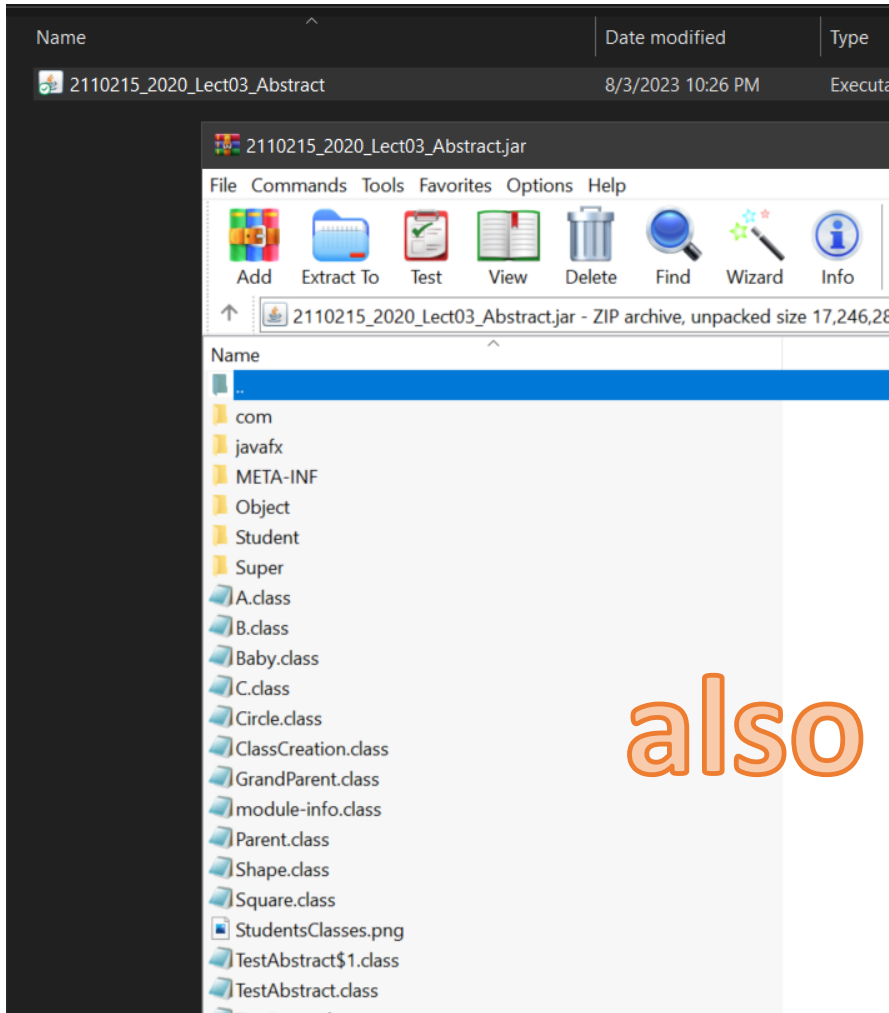 Name Date modified Type
2110215_2020_Lect03_Abstract 8/3/2023 10:26 PM
2110215_2020_Lect03_Abstract.jar
File Commands Tools Favorites Options Help
Add Extract To Test View Delete Find Wizard Info
2110215_2020_Lect03_Abstract.jar - ZIP archive, unpacked size 17,246,28
Name
..
com
javafx
META-INF
Object
Student
Super
A.class
B.class
Baby.class
C.class
Circle.class
ClassCreation.class
GrandParent.class
module-info.class
Parent.class
Shape.class
Square.class
StudentsClasses.png
TestAbstract$1.class
TestAbstract.class
also